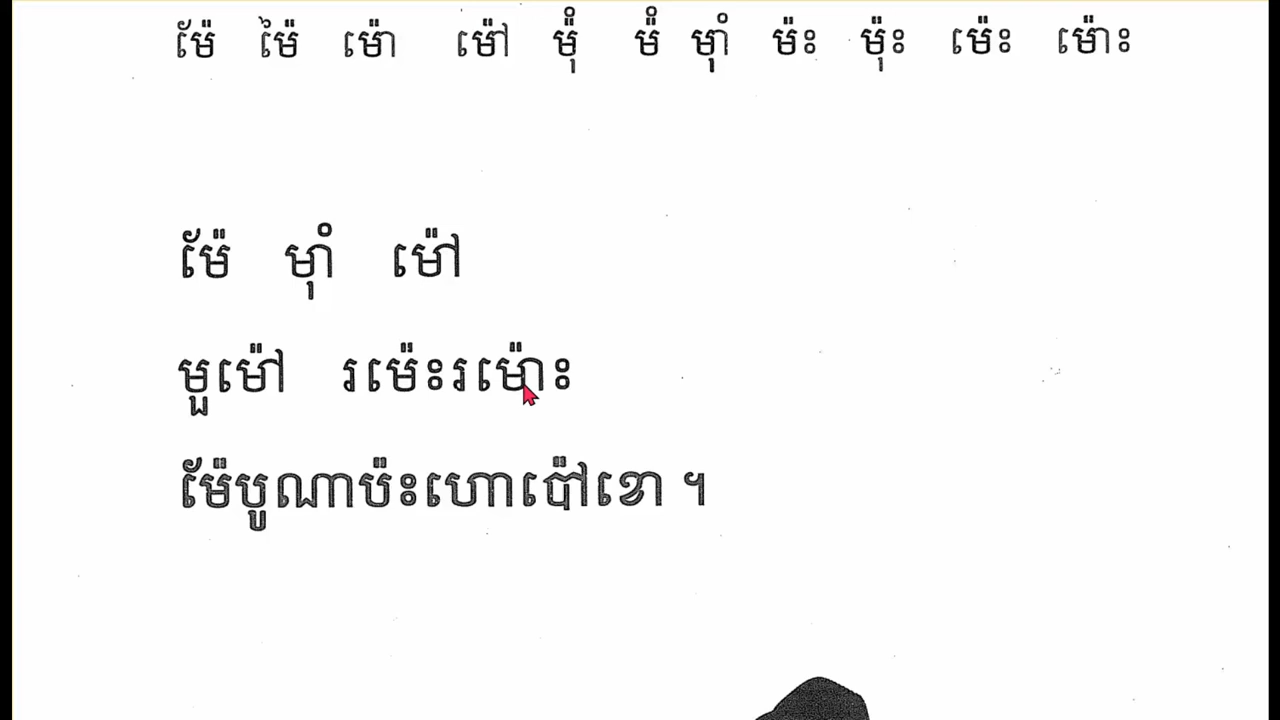 ម៉ែ ម៉ៃ ម៉ោ ម៉ៅ ម៉ុំ ម៉ំ ម៉ាំ ម៉ះ ម៉ុះ ម៉េះ ម៉ោះ
ម៉ែ ម៉ាំ ម៉ៅ
មួម៉ៅ រម៉េះរម៉ោះ
ម៉ែបូណាប៉ះហោប៉ៅខោ ។